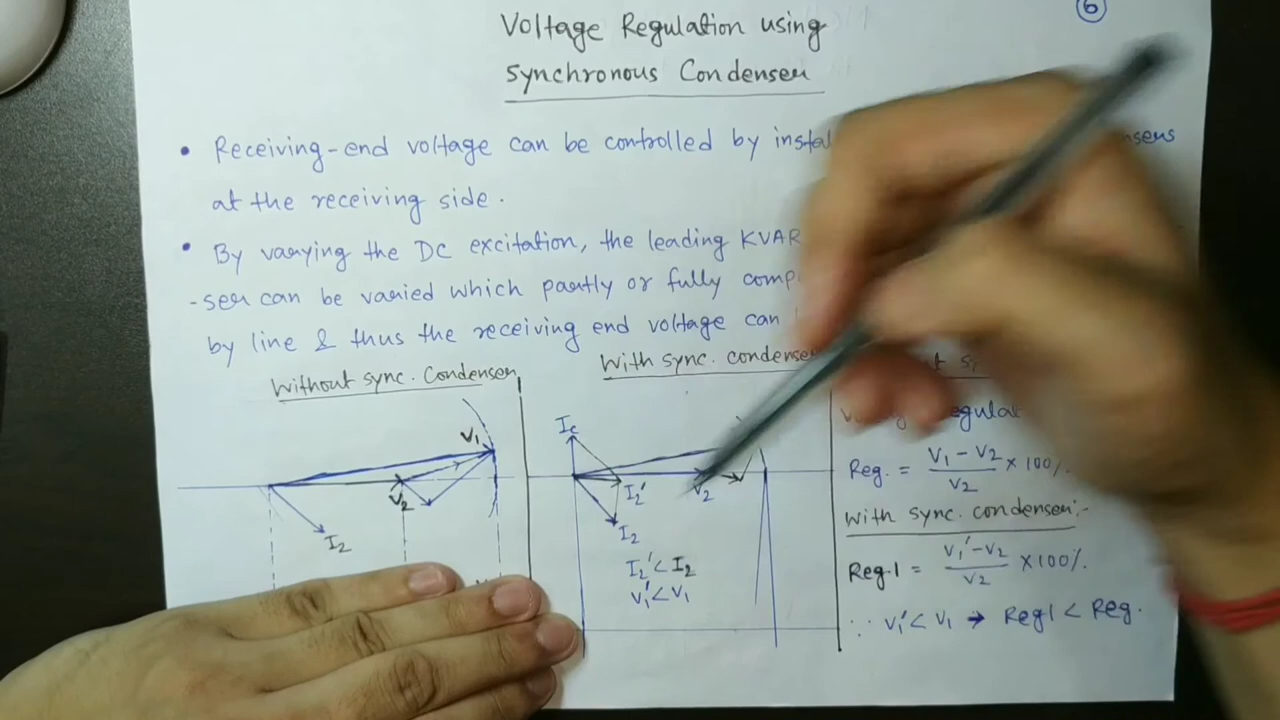 6
Voltage Regulation using
Synchronous Condenser
• Receiving-end voltage can be controlled by
at the receiving side.
• By varying the DC excitation, the leading KVAR
-ser can be varied which partly or fully
by line & thus the receiving end voltage can
Without sync. Condenser
With sync. condenser
V₁
V₂
I₂
Ic
I₂'
V₂
I₂
I₂' < I₂
V₁' < V₁
Reg. = V₁ - V₂ / V₂ × 100%
With sync. condenser:-
Reg.1 = V₁' - V₂ / V₂ × 100%.
∵ V₁' < V₁ → Reg1 < Reg.